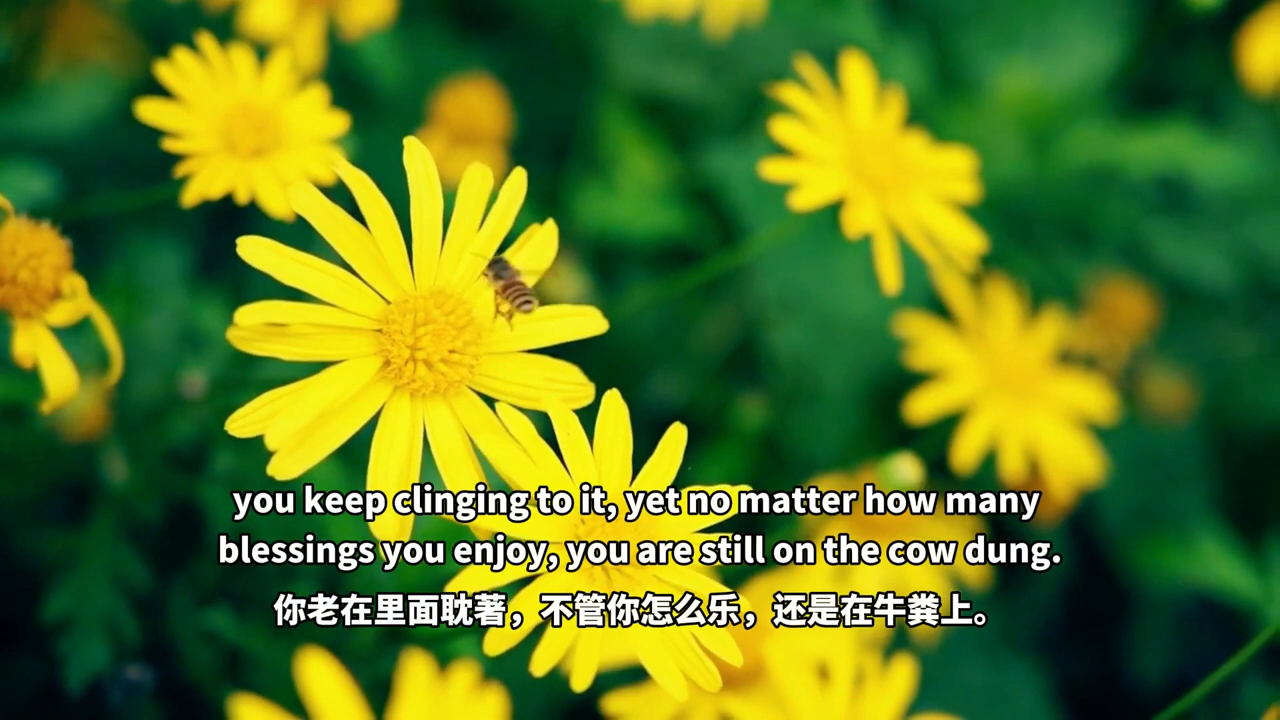 you keep clinging to it, yet no matter how many
blessings you enjoy, you are still on the cow dung.
你老在里面耽著，不管你怎么乐，还是在牛粪上。